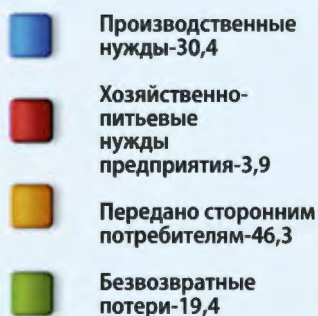 Производственные
нужды-30,4
Хозяйственно-
питьевые
нужды
предприятия-3,9
Передано сторонним
потребителям-46,3
Безвозвратные
потери-19,4